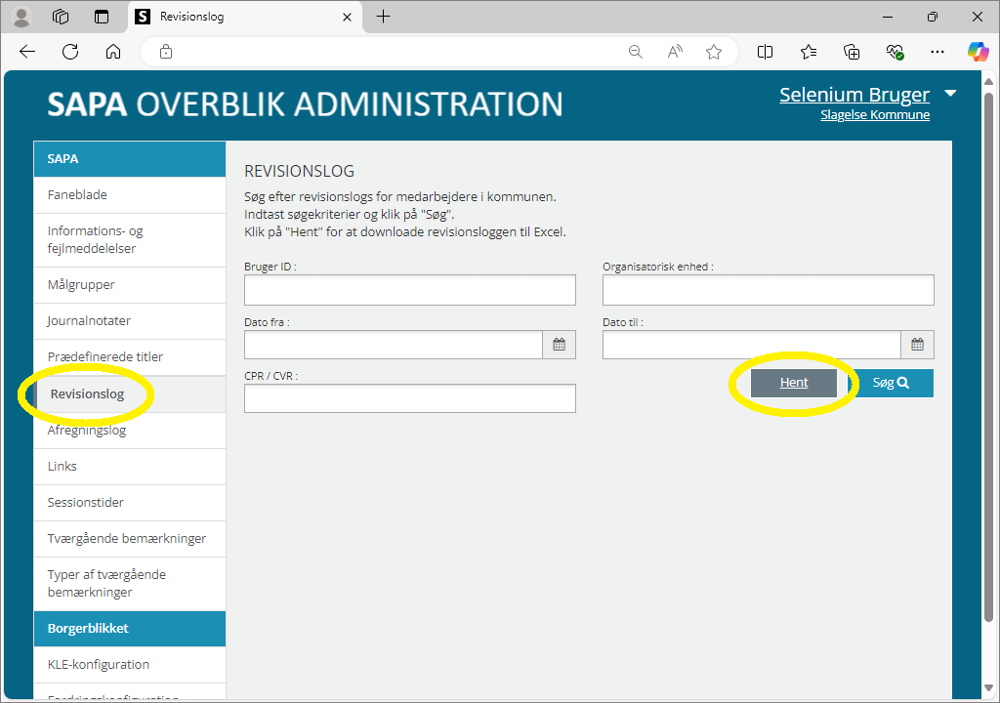 Revisionslog
SAPA OVERBLIK ADMINISTRATION
Selenium Bruger
Slagelse Kommune
SAPA
Faneblade
Informations- og
fejlmeddelelser
Målgrupper
Journalnotater
Prædefinerede titler
Revisionslog
Afregningslog
Links
Sessionstider
Tværgående bemærkninger
Typer af tværgående
bemærkninger
Borgerblikket
KLE-konfiguration
Fordringskonfiguration
REVISIONSLOG
Søg efter revisionslogs for medarbejdere i kommunen.
Indtast søgekriterier og klik på "Søg".
Klik på "Hent" for at downloade revisionsloggen til Excel.
Bruger ID :
Organisatorisk enhed :
Dato fra :
Dato til :
CPR / CVR :
Hent
Søg